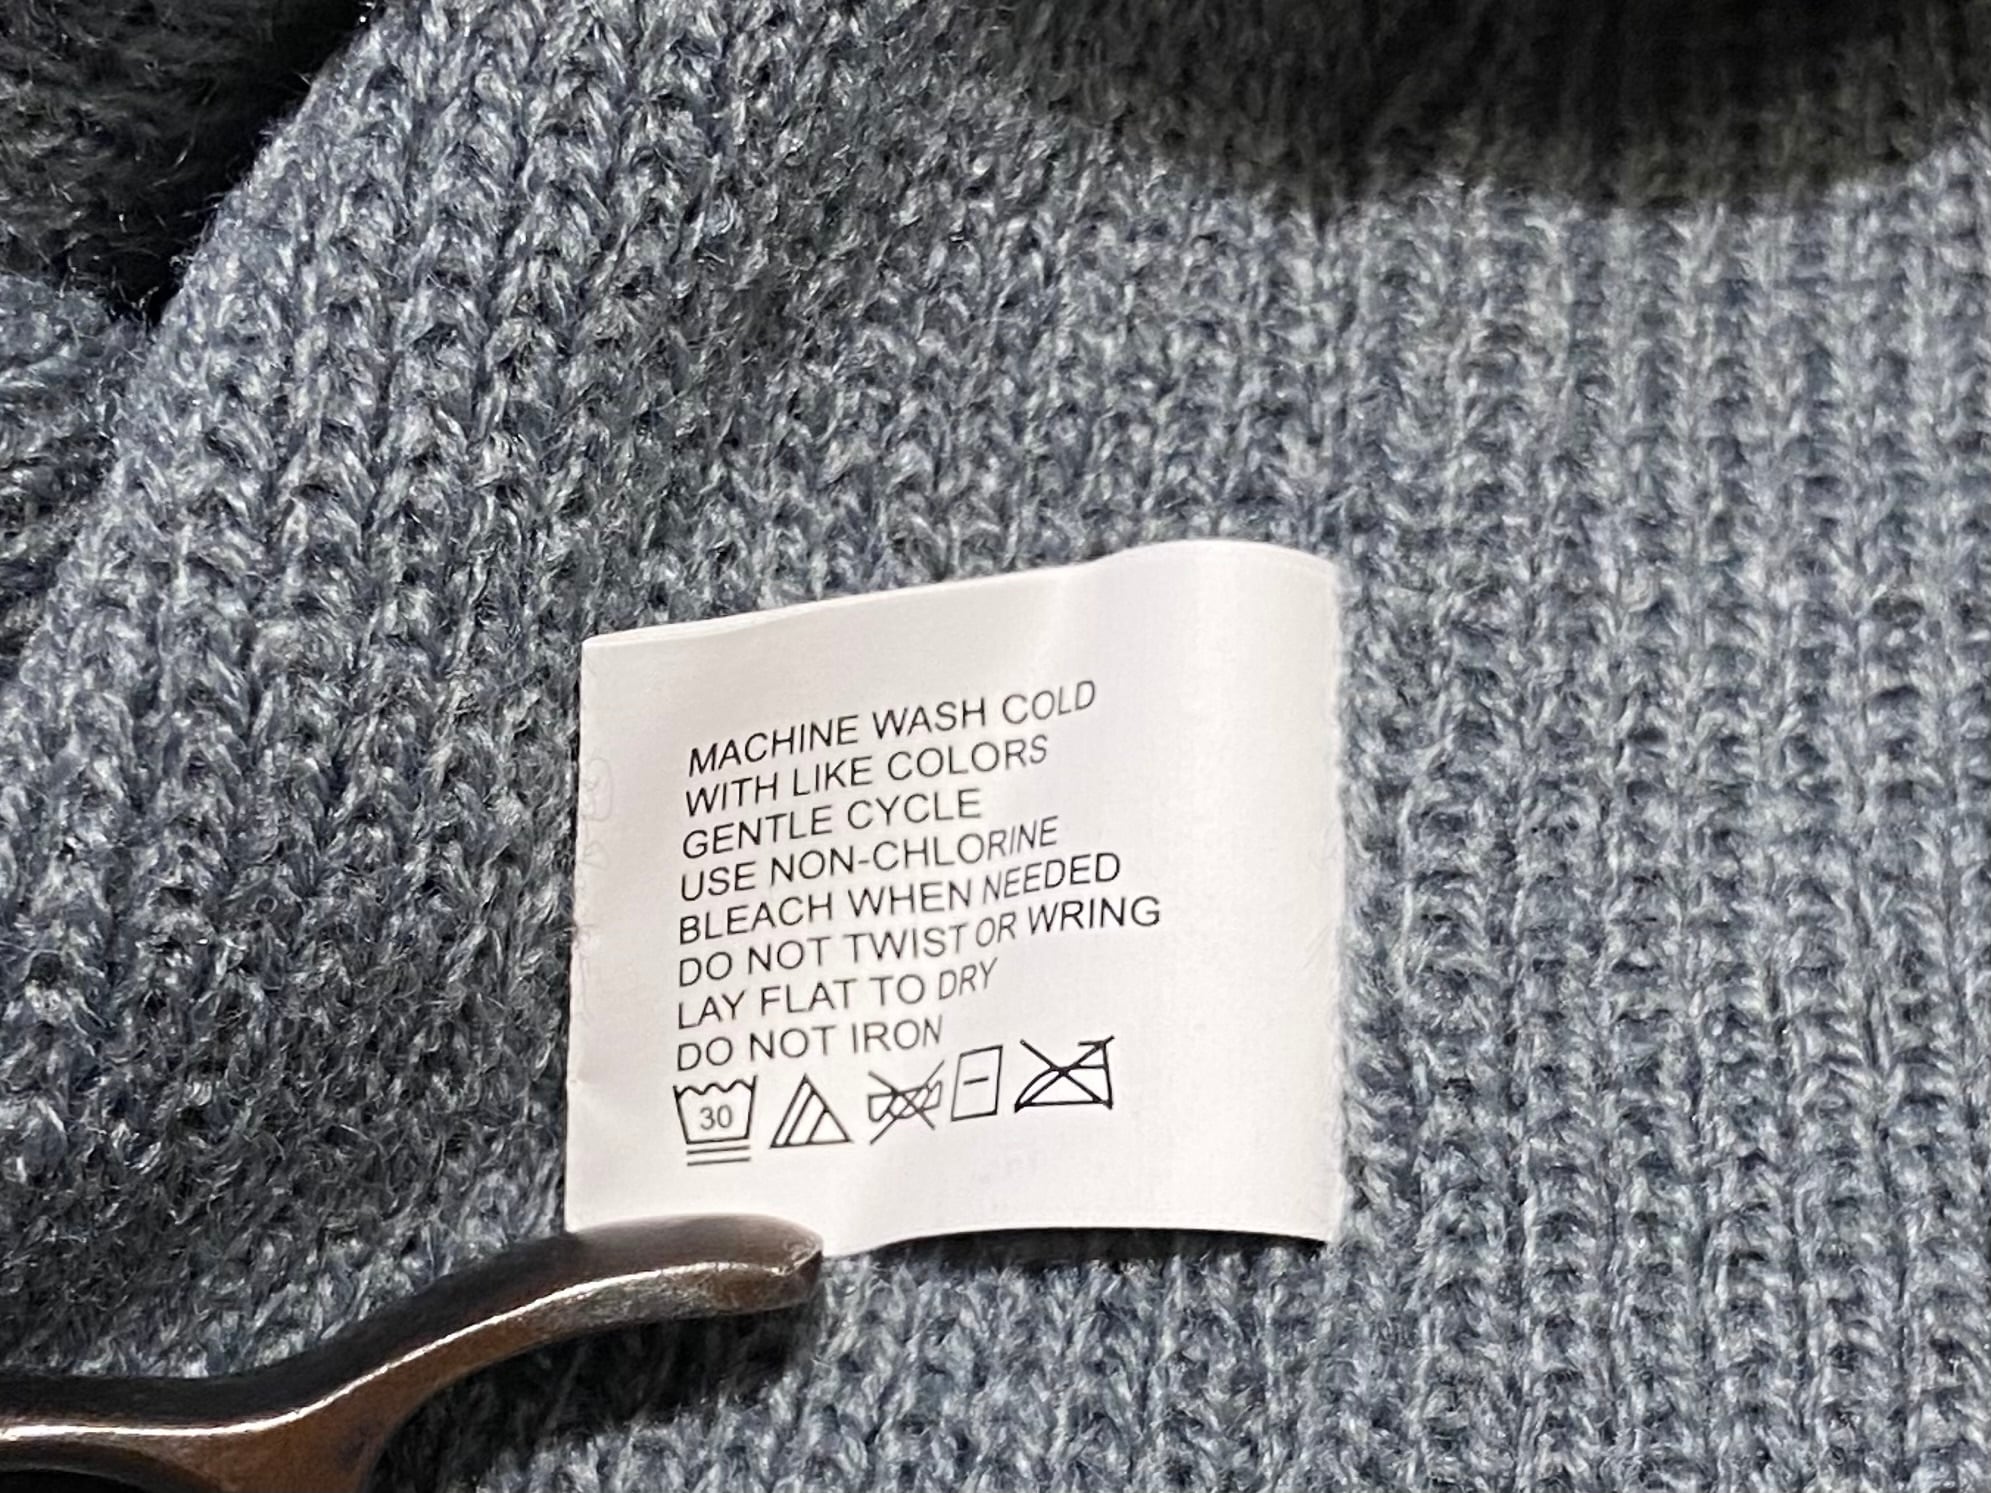 MACHINE WASH COLD
WITH LIKE COLORS
GENTLE CYCLE
USE NON-CHLORINE
BLEACH WHEN NEEDED
DO NOT TWIST OR WRING
LAY FLAT TO DRY
DO NOT IRON
30